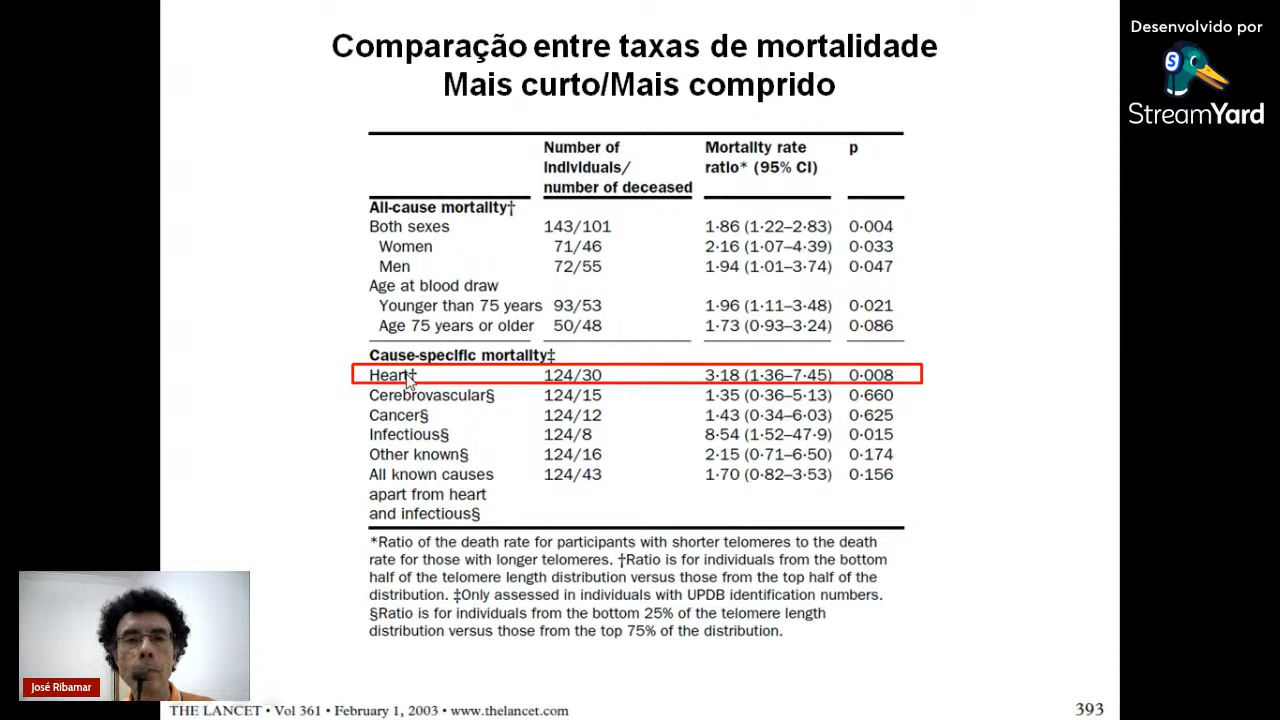 Comparação entre taxas de mortalidade
Mais curto/Mais comprido
Desenvolvido por
StreamYard
Number of individuals/ number of deceased
Mortality rate ratio* (95% CI)
p
All-cause mortality†
Both sexes 143/101 1·86 (1·22–2·83) 0·004
Women 71/46 2·16 (1·07–4·39) 0·033
Men 72/55 1·94 (1·01–3·74) 0·047
Age at blood draw
Younger than 75 years 93/53 1·96 (1·11–3·48) 0·021
Age 75 years or older 50/48 1·73 (0·93–3·24) 0·086
Cause-specific mortality‡
Heart† 124/30 3·18 (1·36–7·45) 0·008
Cerebrovascular§ 124/15 1·35 (0·36–5·13) 0·660
Cancer§ 124/12 1·43 (0·34–6·03) 0·625
Infectious§ 124/8 8·54 (1·52–47·9) 0·015
Other known§ 124/16 2·15 (0·71–6·50) 0·174
All known causes 124/43 1·70 (0·82–3·53) 0·156
apart from heart
and infectious§
*Ratio of the death rate for participants with shorter telomeres to the death
rate for those with longer telomeres. †Ratio is for individuals from the bottom
half of the telomere length distribution versus those from the top half of the
distribution. ‡Only assessed in individuals with UPDB identification numbers.
§Ratio is for individuals from the bottom 25% of the telomere length
distribution versus those from the top 75% of the distribution.
José Ribamar
THE LANCET • Vol 361 • February 1, 2003 • www.thelancet.com
393